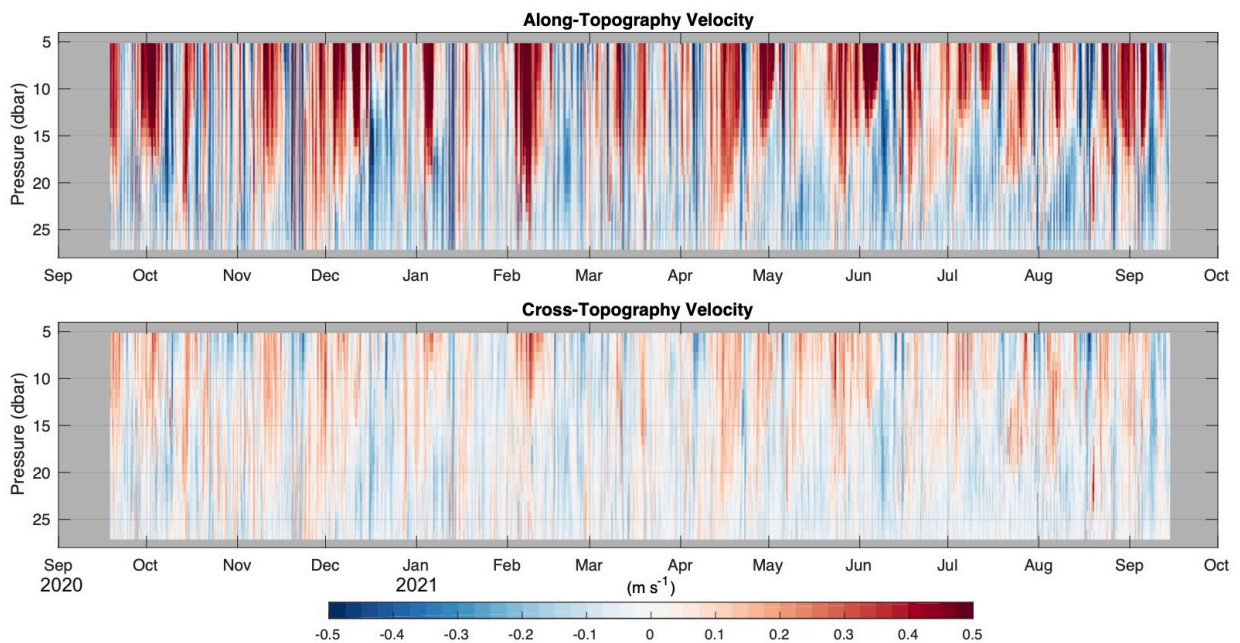 Along-Topography Velocity
5
10
15
20
25
Pressure (dbar)
Sep Oct Nov Dec Jan Feb Mar Apr May Jun Jul Aug Sep Oct
Cross-Topography Velocity
5
10
15
20
25
Pressure (dbar)
Sep Oct Nov Dec Jan Feb Mar Apr May Jun Jul Aug Sep Oct
2020 2021 (m s⁻¹)
-0.5 -0.4 -0.3 -0.2 -0.1 0 0.1 0.2 0.3 0.4 0.5